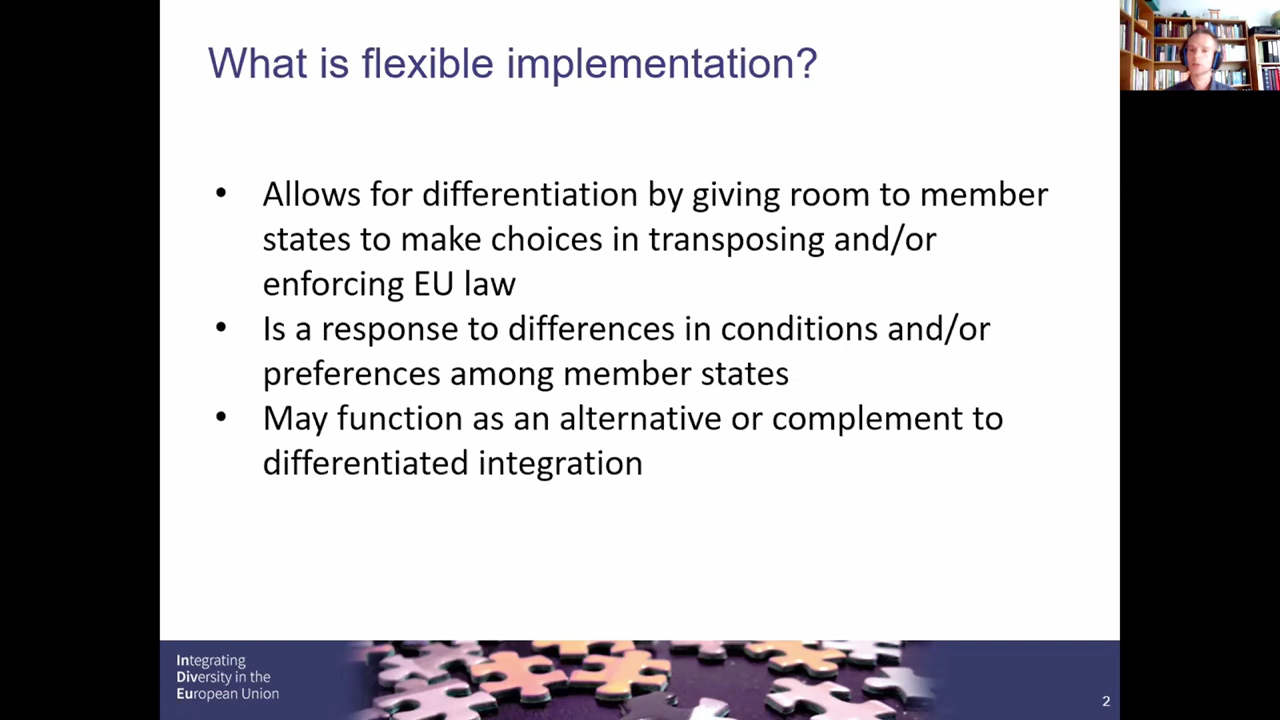 What is flexible implementation?
• Allows for differentiation by giving room to member
states to make choices in transposing and/or
enforcing EU law
• Is a response to differences in conditions and/or
preferences among member states
• May function as an alternative or complement to
differentiated integration
Integrating
Diversity in the
European Union
2